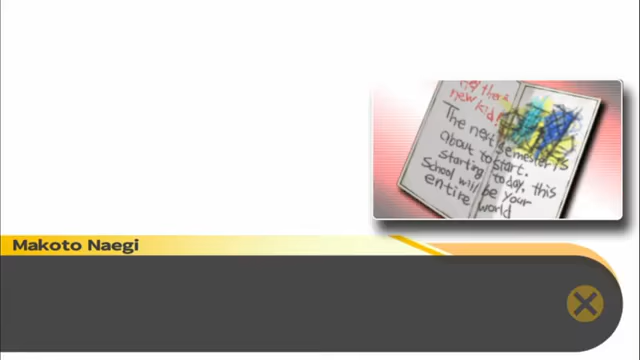 Hey there
new kid!
The next semester is
about to start.
starting today, this
School will be your
entire world
Makoto Naegi